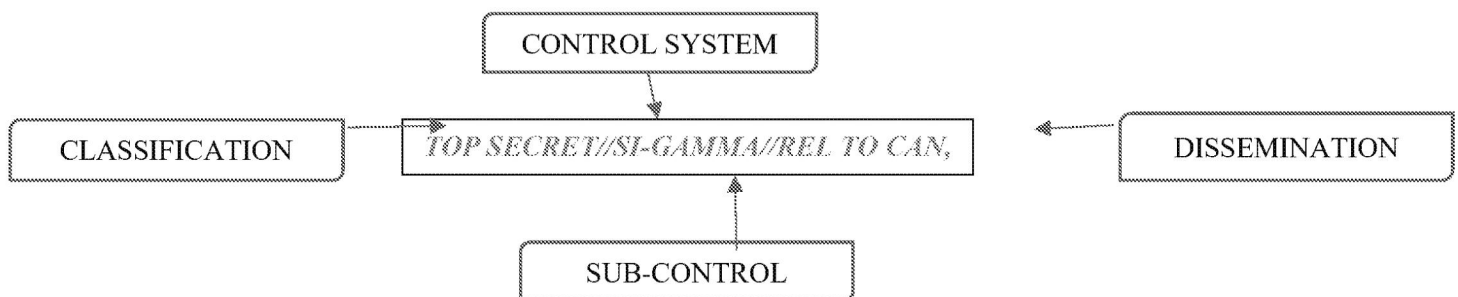 CONTROL SYSTEM
CLASSIFICATION
TOP SECRET//SI-GAMMA//REL TO CAN,
DISSEMINATION
SUB-CONTROL